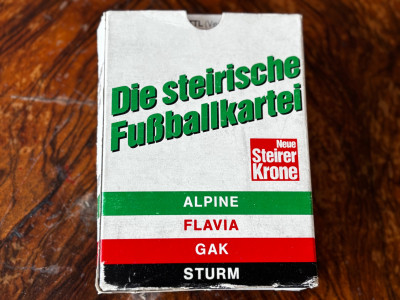 Die steirische
Fußballkartei
Neue
Steirer
Krone
ALPINE
FLAVIA
GAK
STURM